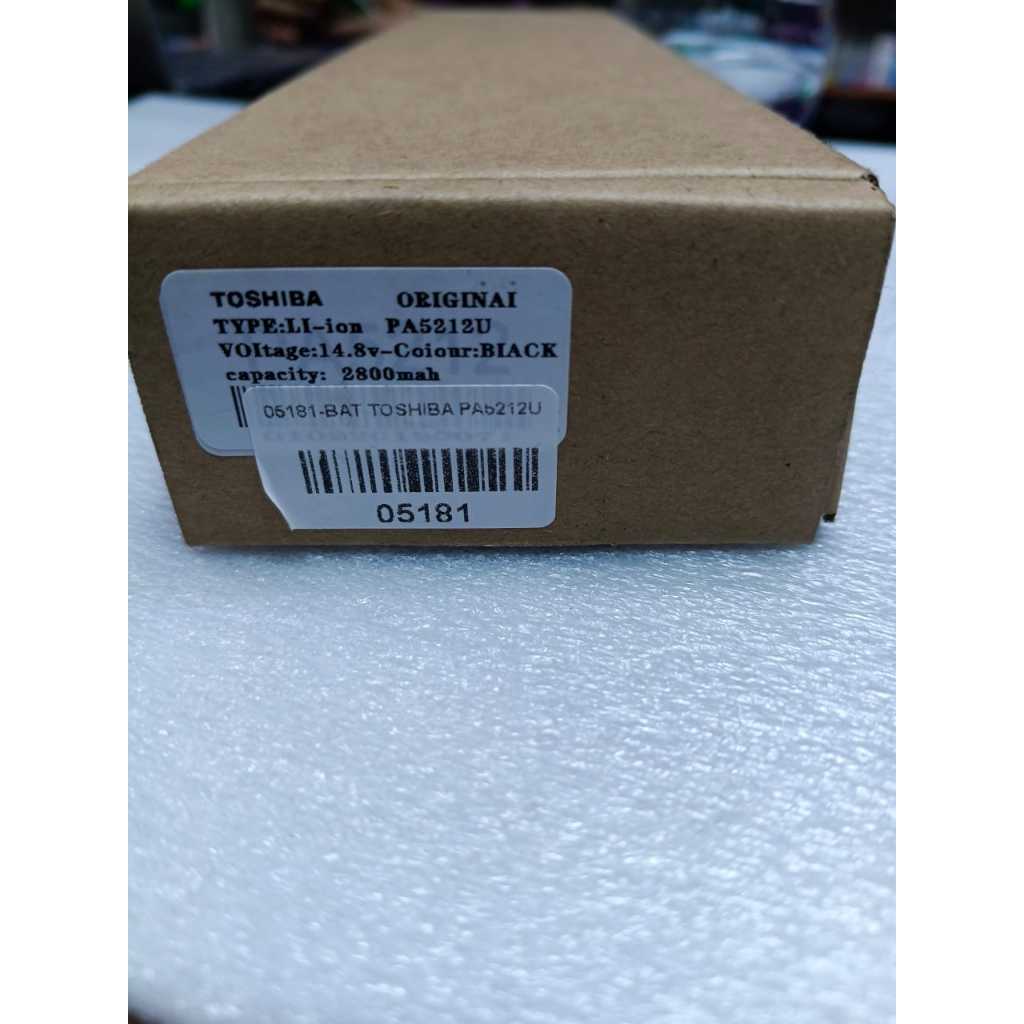 TOSHIBA ORIGINAI
TYPE:LI-ion PA5212U
VOItage:14.8v-Coiour:BIACK
capacity: 2800mah
05181-BAT TOSHIBA PA5212U
05181